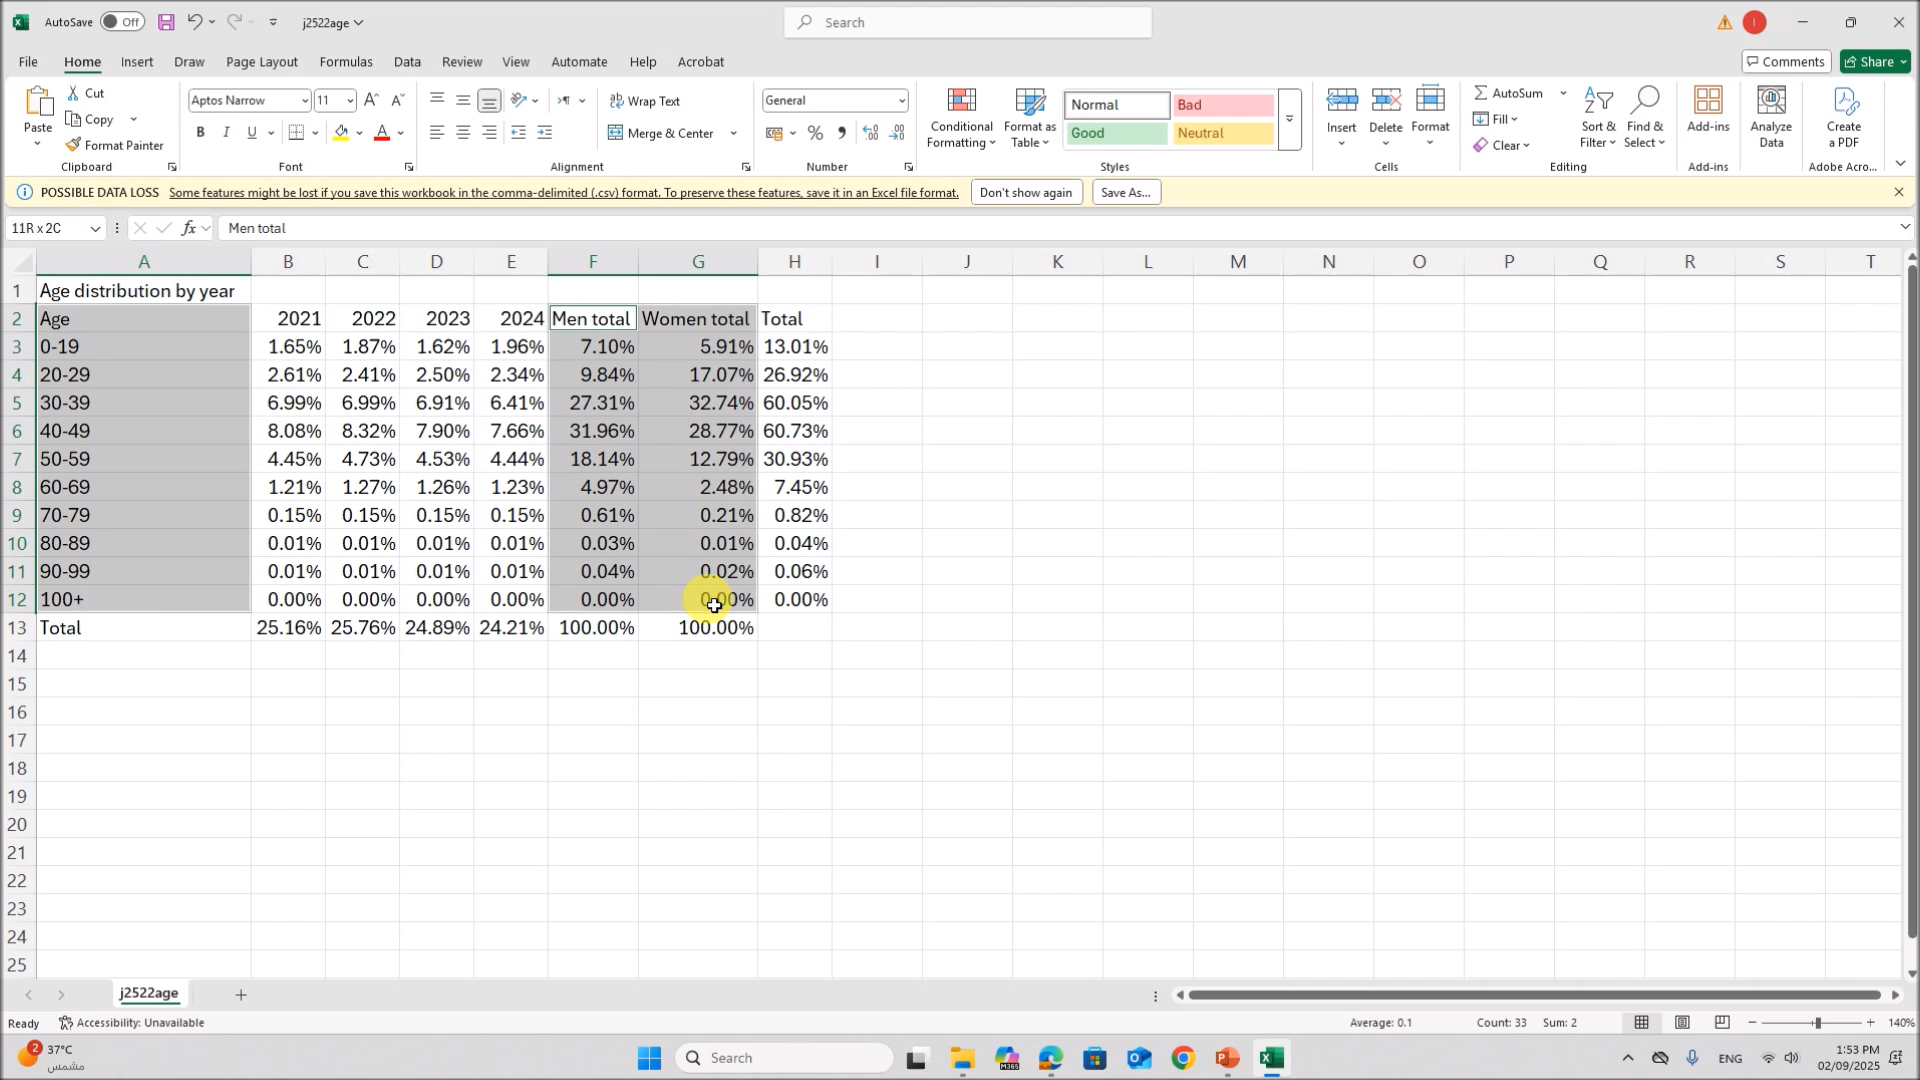 AutoSave Off j2522age Search
File Home Insert Draw Page Layout Formulas Data Review View Automate Help Acrobat Comments Share
Paste Cut Copy Format Painter Clipboard
Aptos Narrow 11 Font
Wrap Text Merge & Center Alignment
General Number
Conditional Formatting Format as Table Normal Bad Good Neutral Styles
Insert Delete Format Cells
AutoSum Fill Clear Sort & Filter Find & Select Editing
Add-ins Add-ins
Analyze Data
Create a PDF Adobe Acro...
POSSIBLE DATA LOSS Some features might be lost if you save this workbook in the comma-delimited (.csv) format. To preserve these features, save it in an Excel file format. Don't show again Save As...
11R x 2C fx Men total
A B C D E F G H I J K L M N O P Q R S T
1 Age distribution by year
2 Age 2021 2022 2023 2024 Men total Women total Total
3 0-19 1.65% 1.87% 1.62% 1.96% 7.10% 5.91% 13.01%
4 20-29 2.61% 2.41% 2.50% 2.34% 9.84% 17.07% 26.92%
5 30-39 6.99% 6.99% 6.91% 6.41% 27.31% 32.74% 60.05%
6 40-49 8.08% 8.32% 7.90% 7.66% 31.96% 28.77% 60.73%
7 50-59 4.45% 4.73% 4.53% 4.44% 18.14% 12.79% 30.93%
8 60-69 1.21% 1.27% 1.26% 1.23% 4.97% 2.48% 7.45%
9 70-79 0.15% 0.15% 0.15% 0.15% 0.61% 0.21% 0.82%
10 80-89 0.01% 0.01% 0.01% 0.01% 0.03% 0.01% 0.04%
11 90-99 0.01% 0.01% 0.01% 0.01% 0.04% 0.02% 0.06%
12 100+ 0.00% 0.00% 0.00% 0.00% 0.00% 0.00% 0.00%
13 Total 25.16% 25.76% 24.89% 24.21% 100.00% 100.00%
14
15
16
17
18
19
20
21
22
23
24
25
j2522age
Ready Accessibility: Unavailable Average: 0.1 Count: 33 Sum: 2 140%
2 37°C
مشمس
Search ENG
1:53 PM
02/09/2025